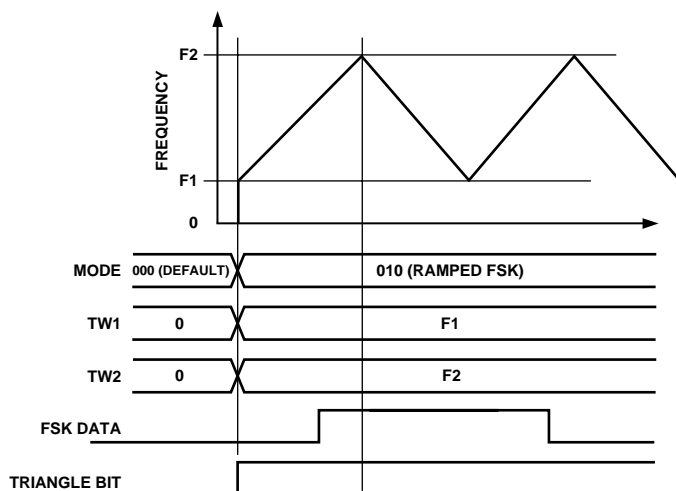 F2
FREQUENCY
F1
0
MODE 000 (DEFAULT) 010 (RAMPED FSK)
TW1 0 F1
TW2 0 F2
FSK DATA
TRIANGLE BIT